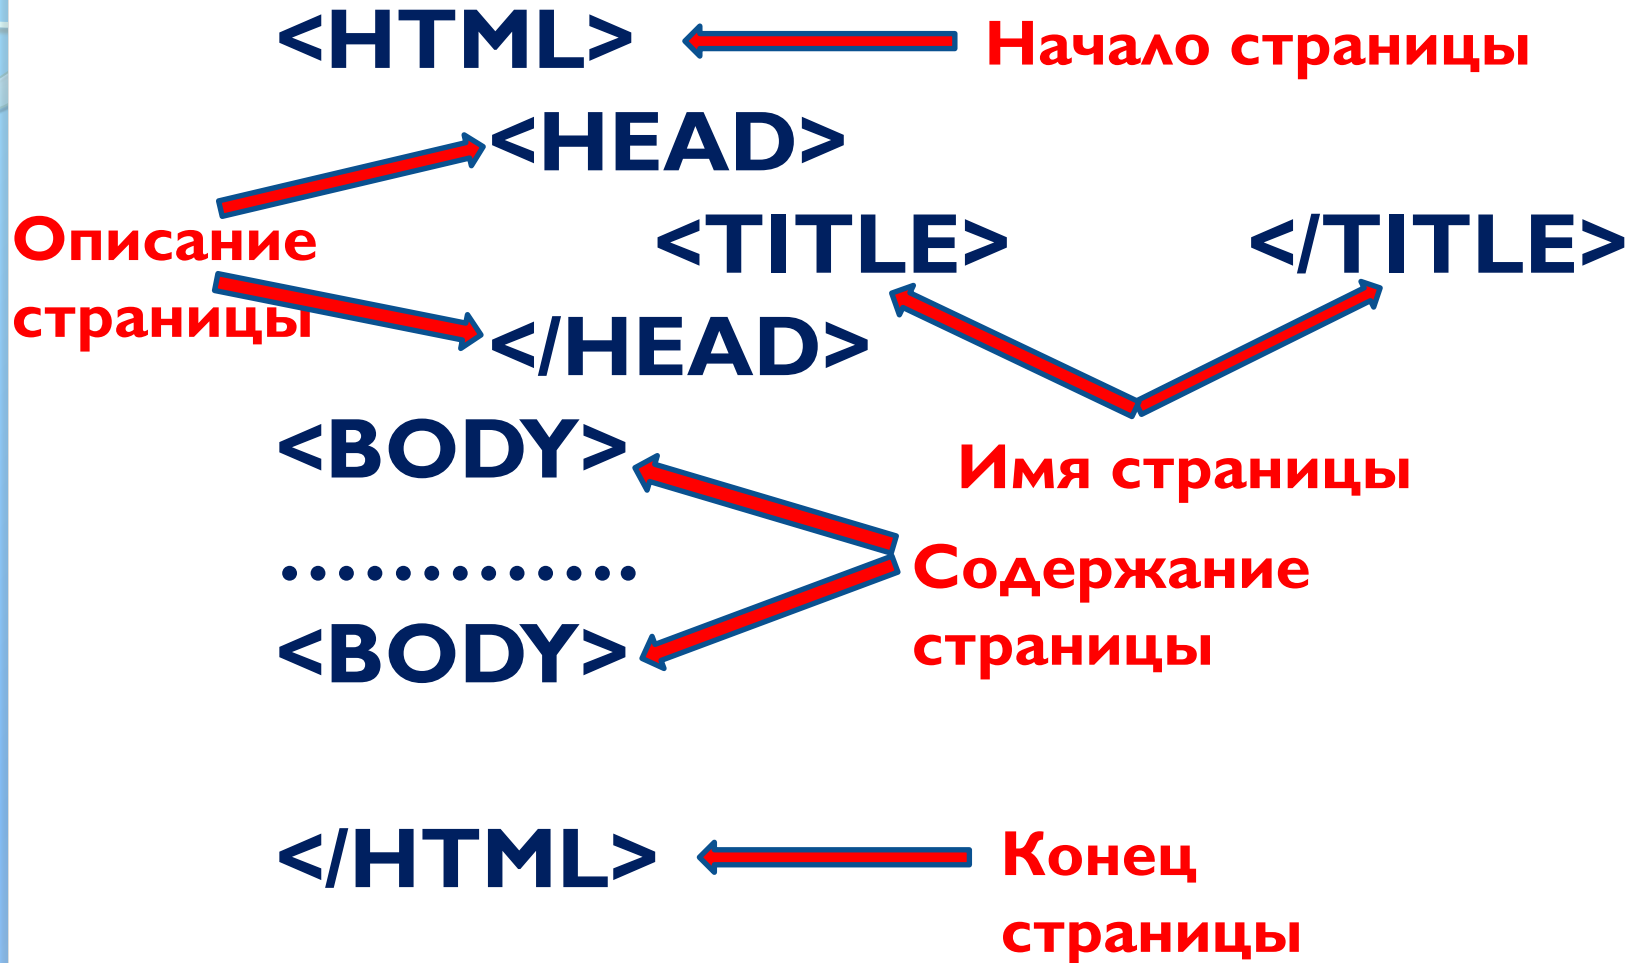 <HTML> Начало страницы
<HEAD>
Описание
страницы
<TITLE> </TITLE>
</HEAD>
Имя страницы
<BODY>
.............
<BODY>
Содержание
страницы
</HTML> Конец
страницы